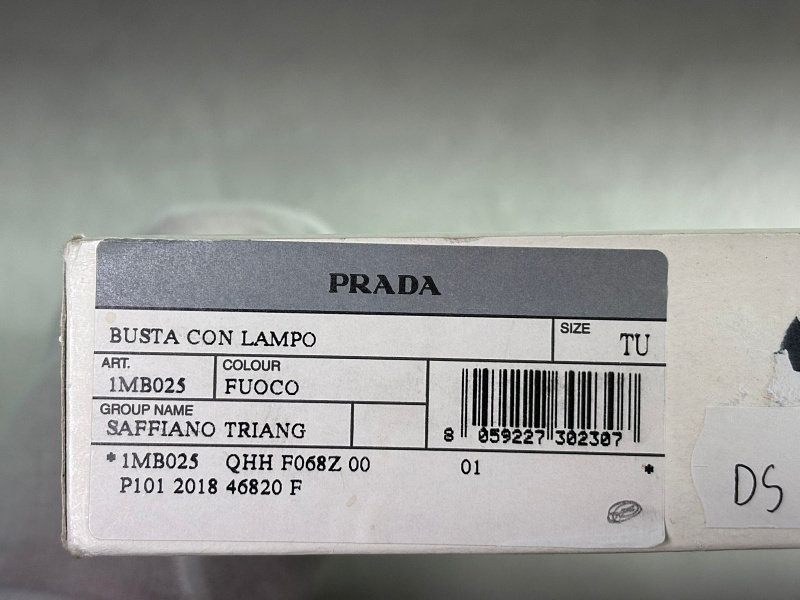 PRADA
BUSTA CON LAMPO
SIZE
TU
ART.
1MB025
COLOUR
FUOCO
GROUP NAME
SAFFIANO TRIANG
8 059227 302307
* 1MB025 QHH F068Z 00 01 *
P101 2018 46820 F
DS